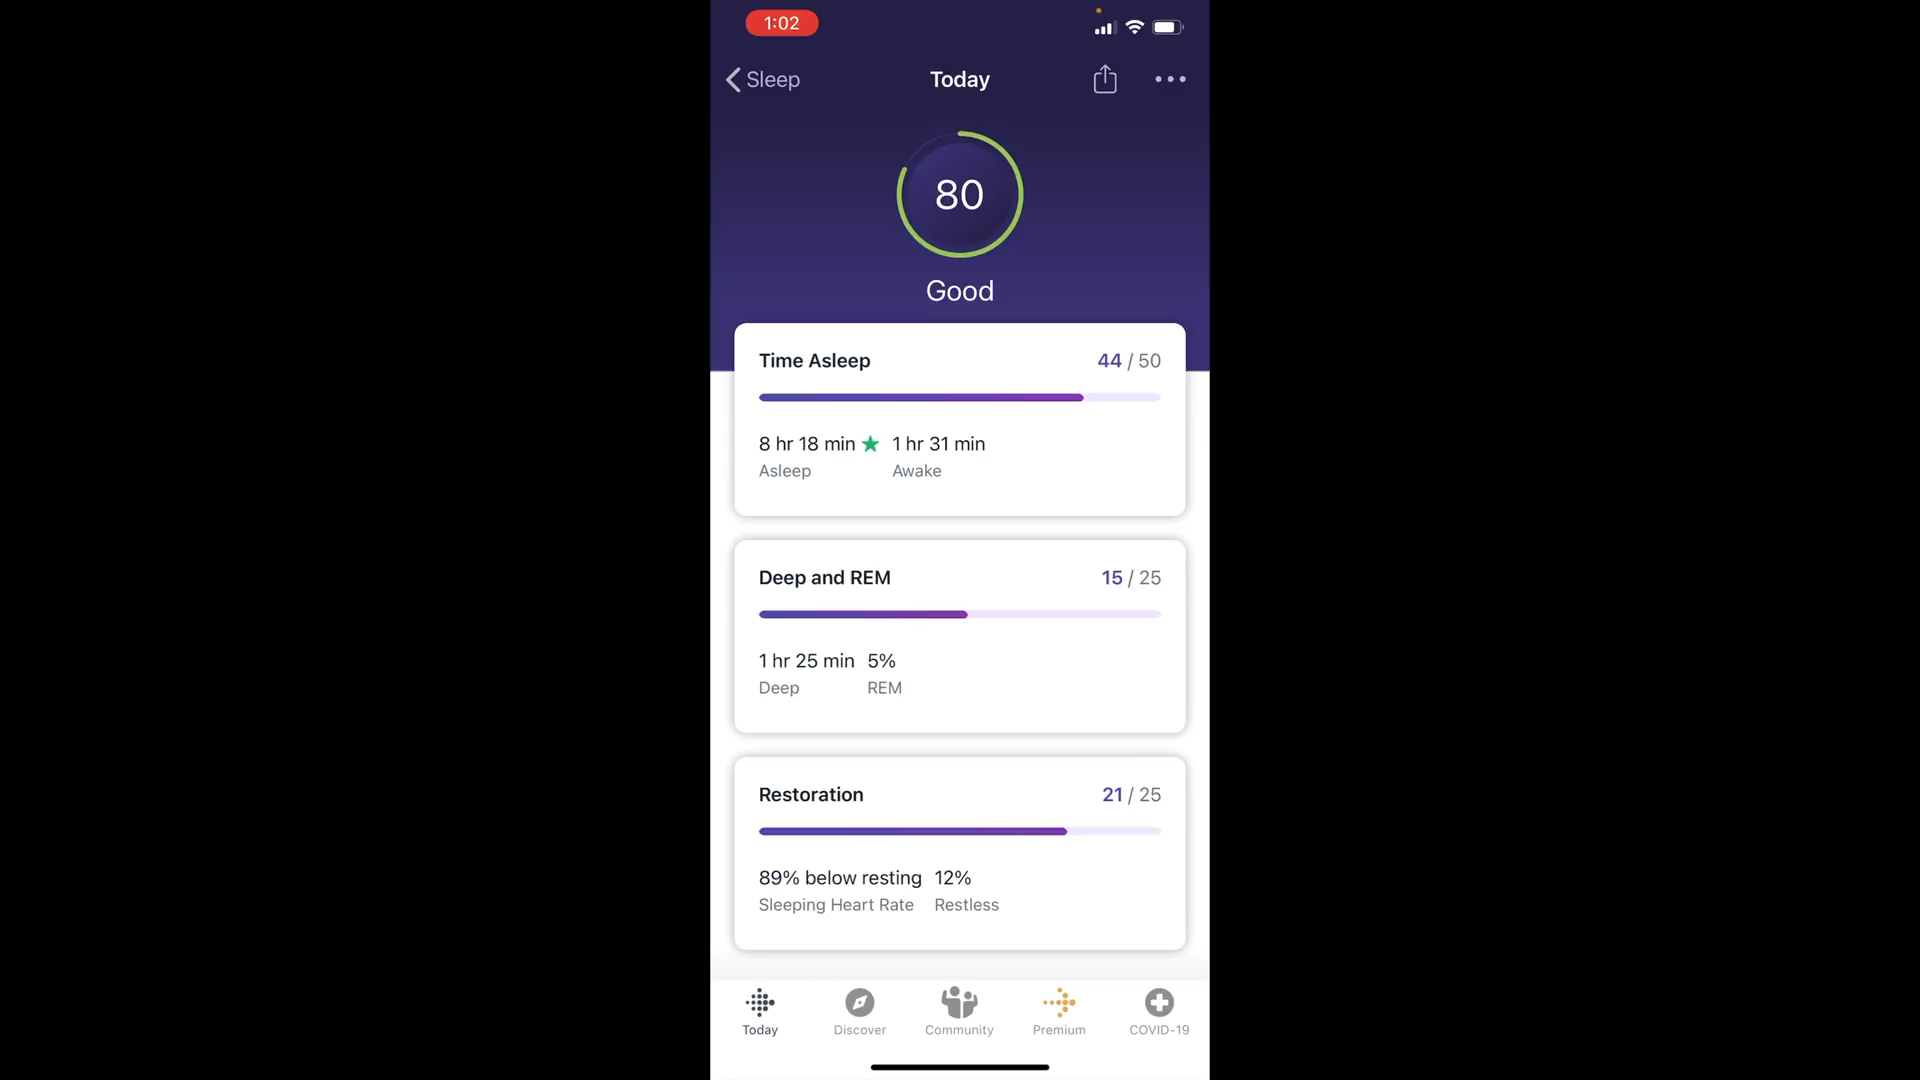 1:02
Sleep Today
80
Good
Time Asleep 44 / 50
8 hr 18 min 1 hr 31 min
Asleep Awake
Deep and REM 15 / 25
1 hr 25 min 5%
Deep REM
Restoration 21 / 25
89% below resting 12%
Sleeping Heart Rate Restless
Today Discover Community Premium COVID-19